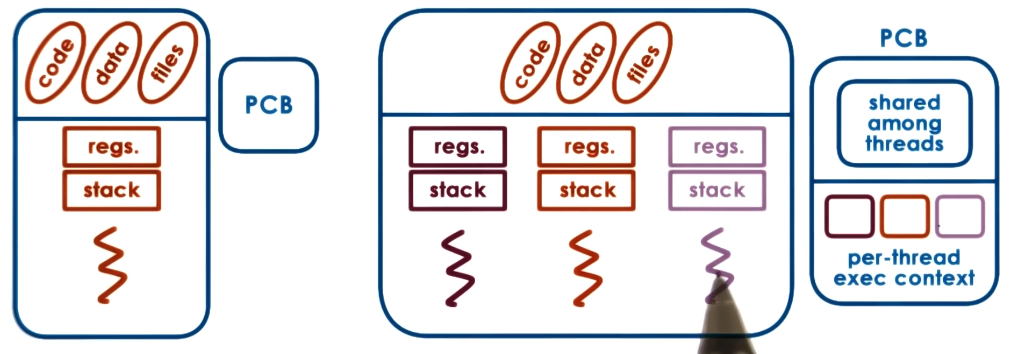 code data files
PCB
regs.
stack
code data files
regs. regs. regs.
stack stack stack
PCB
shared
among
threads
per-thread
exec context